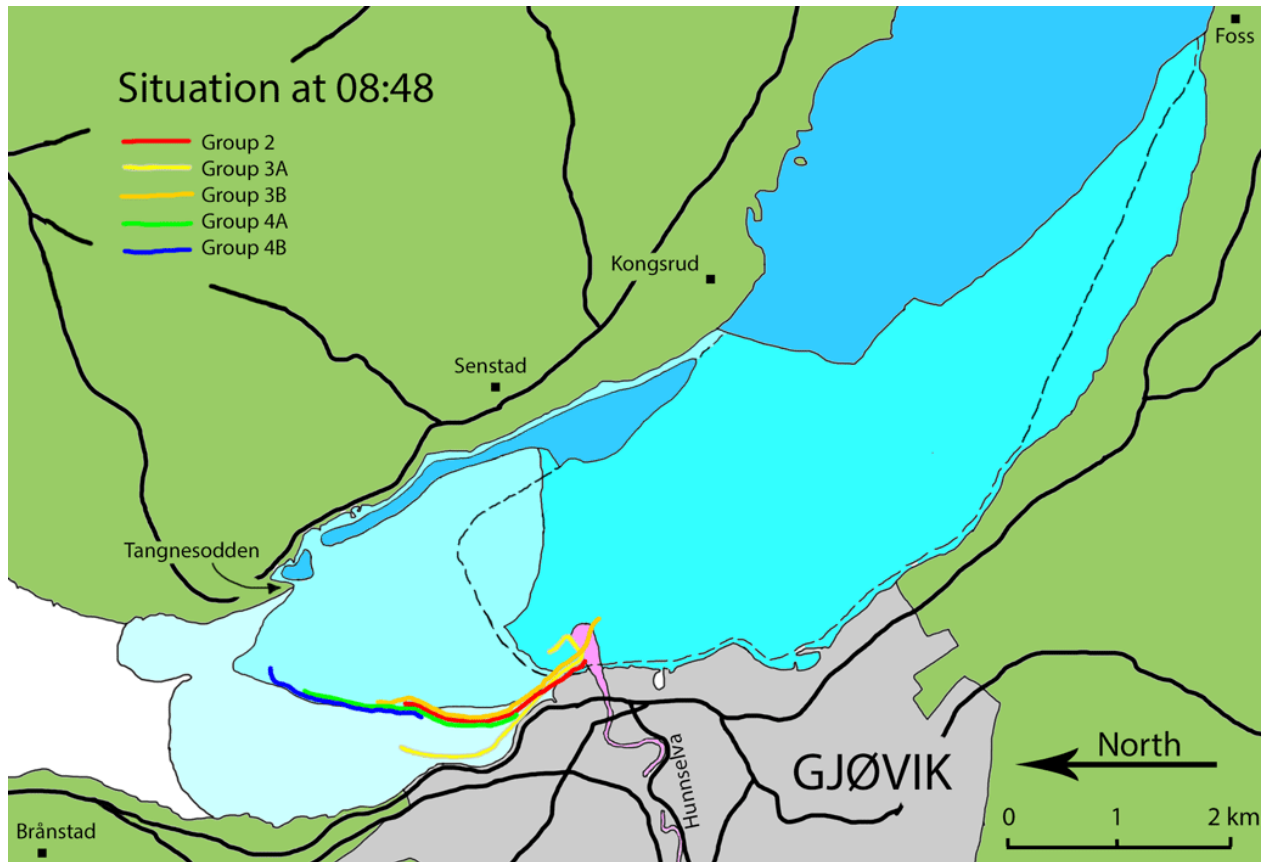 Foss
Situation at 08:48
Group 2
Group 3A
Group 3B
Group 4A
Group 4B
Kongsrud
Senstad
Tangnesodden
North
GJØVIK
Hunnselva
0 1 2 km
Brånstad